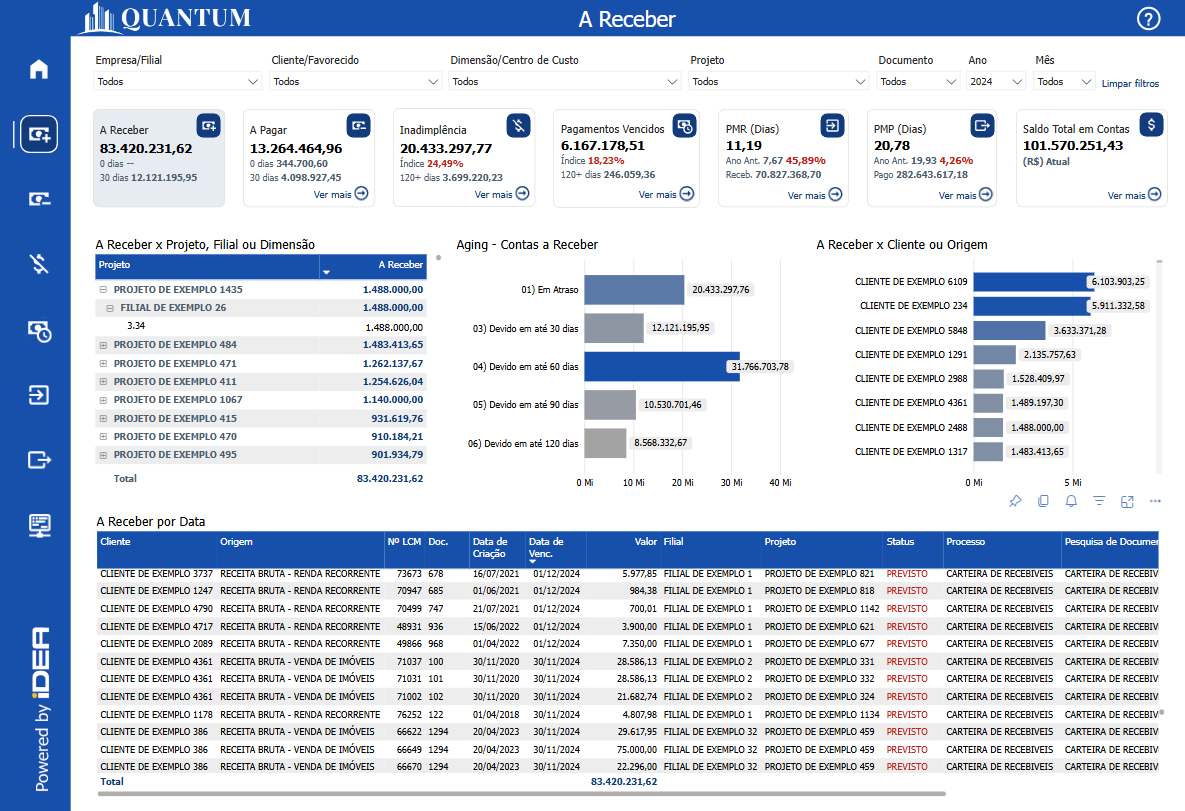 QUANTUM
A Receber
Empresa/Filial Cliente/Favorecido Dimensão/Centro de Custo Projeto Documento Ano Mês
Todos Todos Todos Todos Todos 2024 Todos Limpar filtros
A Receber
83.420.231,62
0 dias --
30 dias 12.121.195,95
A Pagar
13.264.464,96
0 dias 344.700,60
30 dias 4.098.927,45
Ver mais
Inadimplência
20.433.297,77
Índice 24,49%
120+ dias 3.699.220,23
Ver mais
Pagamentos Vencidos
6.167.178,51
Índice 18,23%
120+ dias 246.059,36
Ver mais
PMR (Dias)
11,19
Ano Ant. 7,67 45,89%
Receb. 70.827.368,70
Ver mais
PMP (Dias)
20,78
Ano Ant. 19,93 4,26%
Pago 282.643.617,18
Ver mais
Saldo Total em Contas
$
101.570.251,43
(R$) Atual
Ver mais
A Receber x Projeto, Filial ou Dimensão
Projeto A Receber
PROJETO DE EXEMPLO 1435 1.488.000,00
FILIAL DE EXEMPLO 26 1.488.000,00
3.34 1.488.000,00
PROJETO DE EXEMPLO 484 1.483.413,65
PROJETO DE EXEMPLO 471 1.262.137,67
PROJETO DE EXEMPLO 411 1.254.626,04
PROJETO DE EXEMPLO 1067 1.140.000,00
PROJETO DE EXEMPLO 415 931.619,76
PROJETO DE EXEMPLO 470 910.184,21
PROJETO DE EXEMPLO 495 901.934,79
Total 83.420.231,62
Aging - Contas a Receber
01) Em Atraso 20.433.297,76
03) Devido em até 30 dias 12.121.195,95
04) Devido em até 60 dias 31.766.703,78
05) Devido em até 90 dias 10.530.701,46
06) Devido em até 120 dias 8.568.332,67
0 Mi 10 Mi 20 Mi 30 Mi 40 Mi
A Receber x Cliente ou Origem
CLIENTE DE EXEMPLO 6109 6.103.903,25
CLIENTE DE EXEMPLO 234 5.911.332,58
CLIENTE DE EXEMPLO 5848 3.633.371,28
CLIENTE DE EXEMPLO 1291 2.135.757,63
CLIENTE DE EXEMPLO 2988 1.528.409,97
CLIENTE DE EXEMPLO 4361 1.489.197,30
CLIENTE DE EXEMPLO 2488 1.488.000,00
CLIENTE DE EXEMPLO 1317 1.483.413,65
0 Mi 5 Mi
A Receber por Data
Cliente Origem Nº LCM Doc. Data de Criação Data de Venc. Valor Filial Projeto Status Processo Pesquisa de Documen
CLIENTE DE EXEMPLO 3737 RECEITA BRUTA - RENDA RECORRENTE 73673 678 16/07/2021 01/12/2024 5.977,85 FILIAL DE EXEMPLO 1 PROJETO DE EXEMPLO 821 PREVISTO CARTEIRA DE RECEBIVEIS CARTEIRA DE RECEBIV
CLIENTE DE EXEMPLO 1247 RECEITA BRUTA - RENDA RECORRENTE 70947 685 01/06/2021 01/12/2024 984,38 FILIAL DE EXEMPLO 1 PROJETO DE EXEMPLO 818 PREVISTO CARTEIRA DE RECEBIVEIS CARTEIRA DE RECEBIV
CLIENTE DE EXEMPLO 4790 RECEITA BRUTA - RENDA RECORRENTE 70499 747 21/07/2021 01/12/2024 700,01 FILIAL DE EXEMPLO 1 PROJETO DE EXEMPLO 1142 PREVISTO CARTEIRA DE RECEBIVEIS CARTEIRA DE RECEBIV
CLIENTE DE EXEMPLO 4717 RECEITA BRUTA - RENDA RECORRENTE 48931 936 15/06/2022 01/12/2024 3.900,00 FILIAL DE EXEMPLO 1 PROJETO DE EXEMPLO 621 PREVISTO CARTEIRA DE RECEBIVEIS CARTEIRA DE RECEBIV
CLIENTE DE EXEMPLO 2089 RECEITA BRUTA - RENDA RECORRENTE 49866 968 01/04/2022 01/12/2024 7.350,00 FILIAL DE EXEMPLO 1 PROJETO DE EXEMPLO 677 PREVISTO CARTEIRA DE RECEBIVEIS CARTEIRA DE RECEBIV
CLIENTE DE EXEMPLO 4361 RECEITA BRUTA - VENDA DE IMÓVEIS 71037 100 30/11/2020 30/11/2024 28.586,13 FILIAL DE EXEMPLO 2 PROJETO DE EXEMPLO 331 PREVISTO CARTEIRA DE RECEBIVEIS CARTEIRA DE RECEBIV
CLIENTE DE EXEMPLO 4361 RECEITA BRUTA - VENDA DE IMÓVEIS 71031 101 30/11/2020 30/11/2024 28.586,13 FILIAL DE EXEMPLO 2 PROJETO DE EXEMPLO 332 PREVISTO CARTEIRA DE RECEBIVEIS CARTEIRA DE RECEBIV
CLIENTE DE EXEMPLO 4361 RECEITA BRUTA - VENDA DE IMÓVEIS 71002 102 30/11/2020 30/11/2024 21.682,74 FILIAL DE EXEMPLO 2 PROJETO DE EXEMPLO 324 PREVISTO CARTEIRA DE RECEBIVEIS CARTEIRA DE RECEBIV
CLIENTE DE EXEMPLO 1178 RECEITA BRUTA - RENDA RECORRENTE 76252 122 01/04/2018 30/11/2024 4.807,98 FILIAL DE EXEMPLO 1 PROJETO DE EXEMPLO 1134 PREVISTO CARTEIRA DE RECEBIVEIS CARTEIRA DE RECEBIV
CLIENTE DE EXEMPLO 386 RECEITA BRUTA - VENDA DE IMÓVEIS 66622 1294 20/04/2023 30/11/2024 29.617,95 FILIAL DE EXEMPLO 32 PROJETO DE EXEMPLO 459 PREVISTO CARTEIRA DE RECEBIVEIS CARTEIRA DE RECEBIV
CLIENTE DE EXEMPLO 386 RECEITA BRUTA - VENDA DE IMÓVEIS 66649 1294 20/04/2023 30/11/2024 75.000,00 FILIAL DE EXEMPLO 32 PROJETO DE EXEMPLO 459 PREVISTO CARTEIRA DE RECEBIVEIS CARTEIRA DE RECEBIV
CLIENTE DE EXEMPLO 386 RECEITA BRUTA - VENDA DE IMÓVEIS 66670 1294 20/04/2023 30/11/2024 22.296,00 FILIAL DE EXEMPLO 32 PROJETO DE EXEMPLO 459 PREVISTO CARTEIRA DE RECEBIVEIS CARTEIRA DE RECEBIV
Total 83.420.231,62
Powered by iDEA